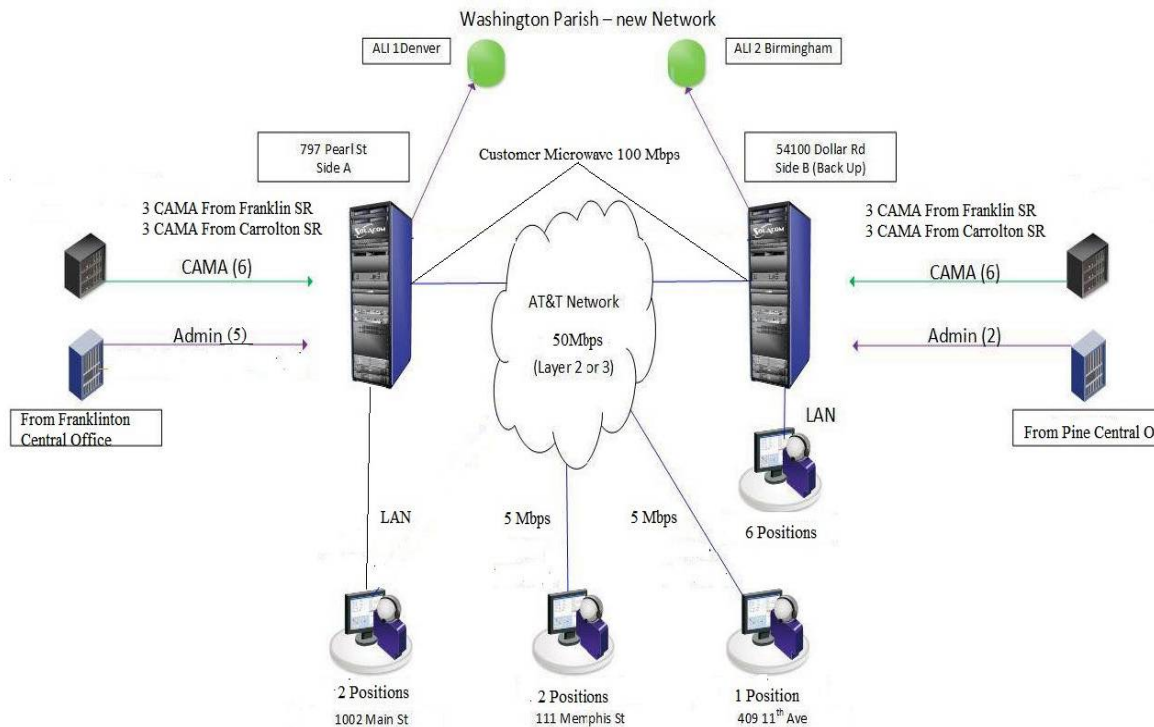 Washington Parish – new Network
ALI 1Denver
ALI 2 Birmingham
797 Pearl St
Side A
Customer Microwave 100 Mbps
54100 Dollar Rd
Side B (Back Up)
3 CAMA From Franklin SR
3 CAMA From Carrolton SR
CAMA (6)
Admin (5)
From Franklinton
Central Office
SOLACOM
AT&T Network
50Mbps
(Layer 2 or 3)
SOLACOM
3 CAMA From Franklin SR
3 CAMA From Carrolton SR
CAMA (6)
Admin (2)
From Pine Central O
LAN
6 Positions
LAN
5 Mbps
5 Mbps
2 Positions
1002 Main St
2 Positions
111 Memphis St
1 Position
409 11th Ave